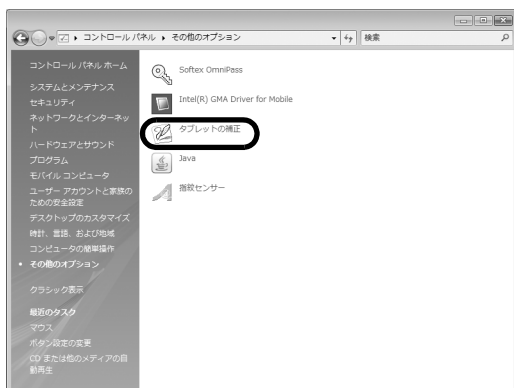 コントロール パネル ▸ その他のオプション
検索
コントロール パネル ホーム
システムとメンテナンス
セキュリティ
ネットワークとインターネッ
ト
ハードウェアとサウンド
プログラム
モバイル コンピュータ
ユーザー アカウントと家族の
ための安全設定
デスクトップのカスタマイズ
時計、言語、および地域
コンピュータの簡単操作
• その他のオプション
クラシック表示
最近のタスク
マウス
ボタン設定の変更
CD または他のメディアの自
動再生
Softex OmniPass
Intel(R) GMA Driver for Mobile
タブレットの補正
Java
指紋センサー